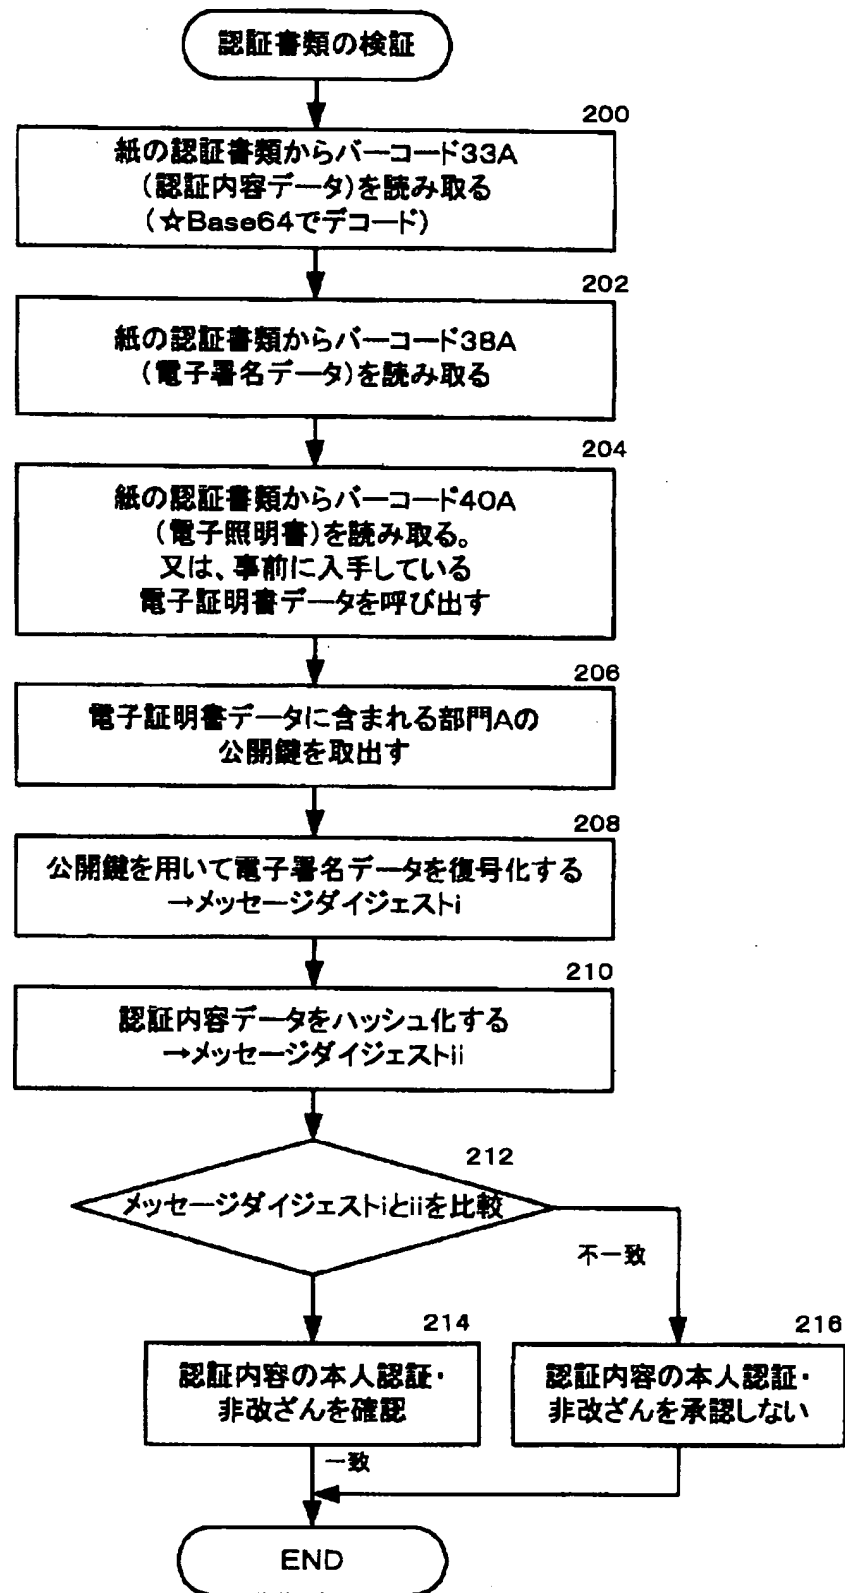 認証書類の検証
200
紙の認証書類からバーコード33A
(認証内容データ)を読み取る
(☆Base64でデコード)
202
紙の認証書類からバーコード38A
(電子署名データ)を読み取る
204
紙の認証書類からバーコード40A
(電子照明書)を読み取る。
又は、事前に入手している
電子証明書データを呼び出す
206
電子証明書データに含まれる部門Aの
公開鍵を取出す
208
公開鍵を用いて電子署名データを復号化する
→メッセージダイジェストi
210
認証内容データをハッシュ化する
→メッセージダイジェストii
212
メッセージダイジェストiとiiを比較
不一致
214
認証内容の本人認証・
非改ざんを確認
216
認証内容の本人認証・
非改ざんを承認しない
一致
END